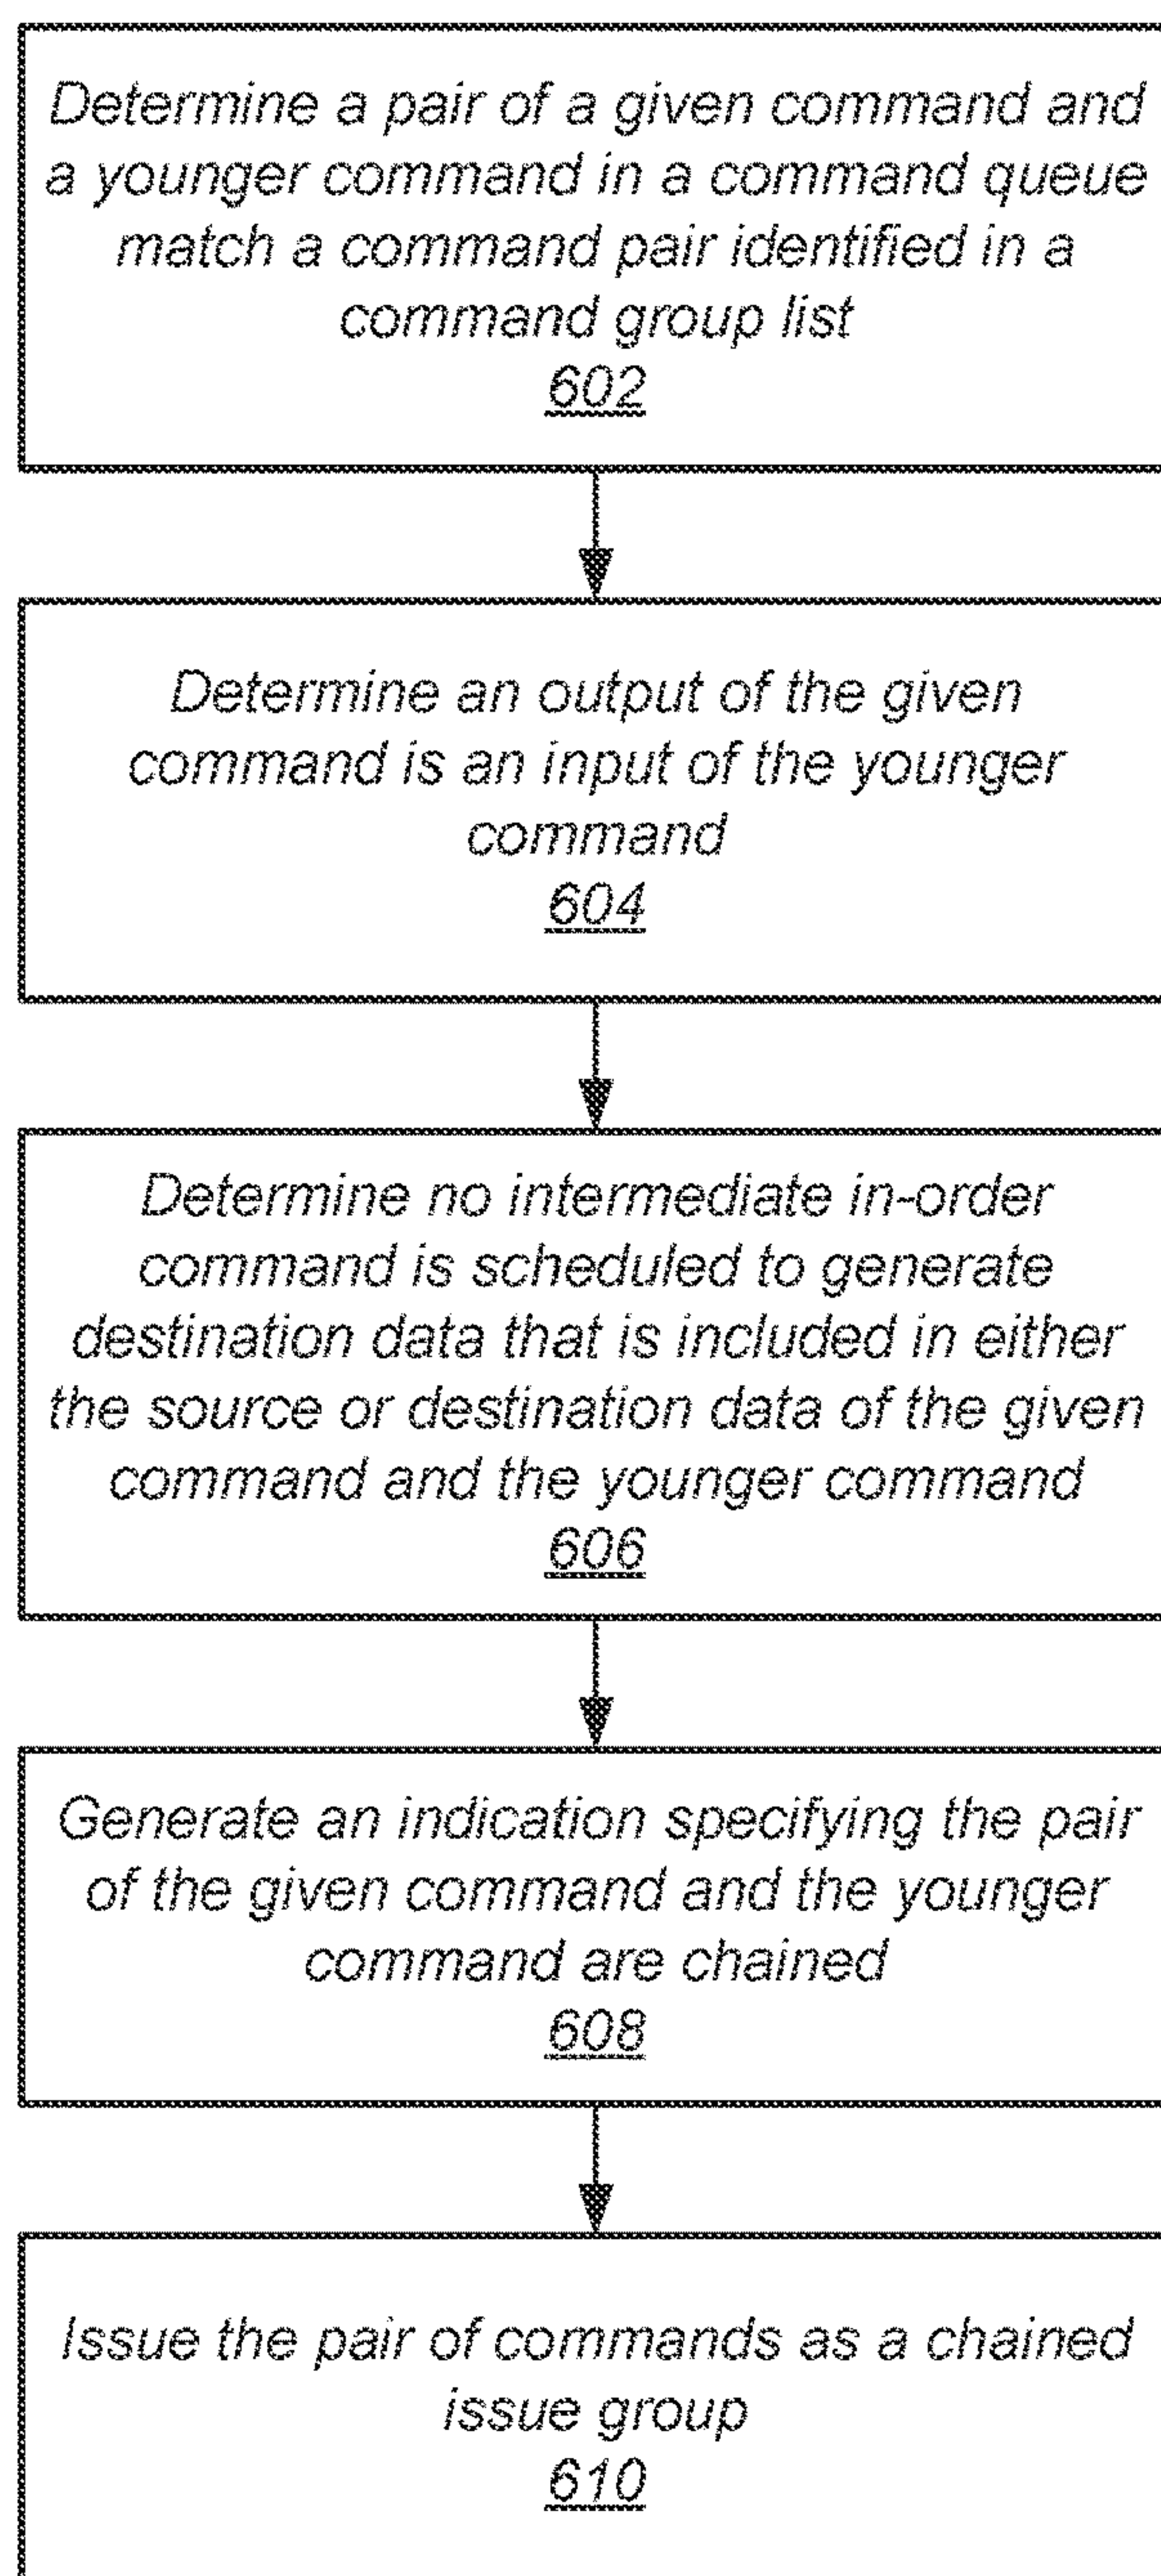 Determine a pair of a given command and
a younger command in a command queue
match a command pair identified in a
command group list
602
Determine an output of the given
command is an input of the younger
command
604
Determine no intermediate in-order
command is scheduled to generate
destination data that is included in either
the source or destination data of the given
command and the younger command
606
Generate an indication specifying the pair
of the given command and the younger
command are chained
608
Issue the pair of commands as a chained
issue group
610